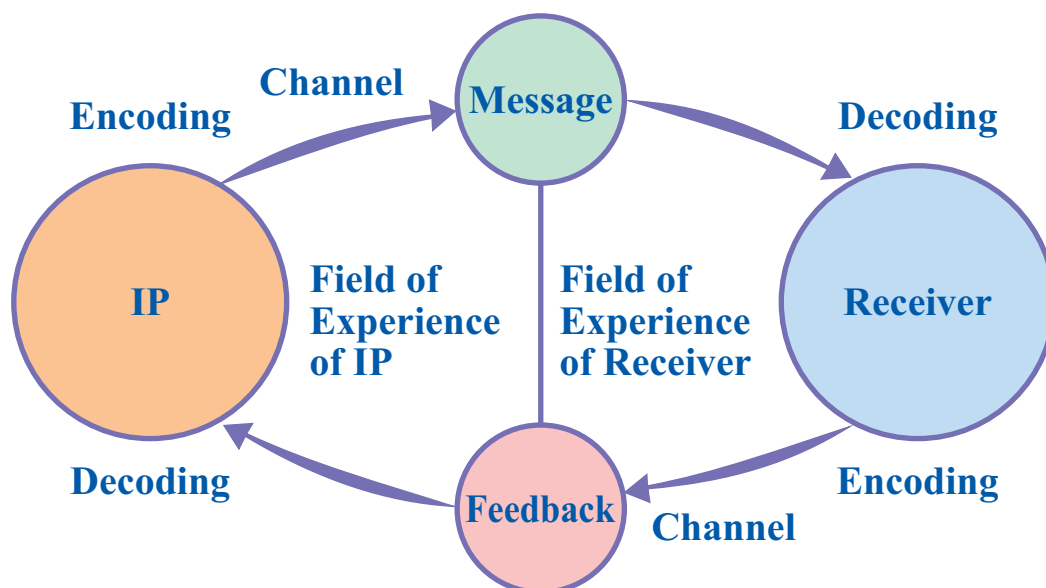 Channel
Message
Encoding
Decoding
IP
Field of
Experience
of IP
Field of
Experience
of Receiver
Receiver
Decoding
Feedback
Encoding
Channel